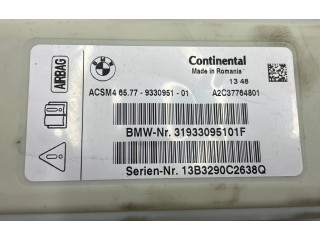 AIRBAG
BMW
Continental
Made in Romania
13 48
ACSM4 65.77 - 9330951 - 01
A2C37764801
BMW-Nr. 31933095101F
Serien-Nr. 13B3290C2638Q